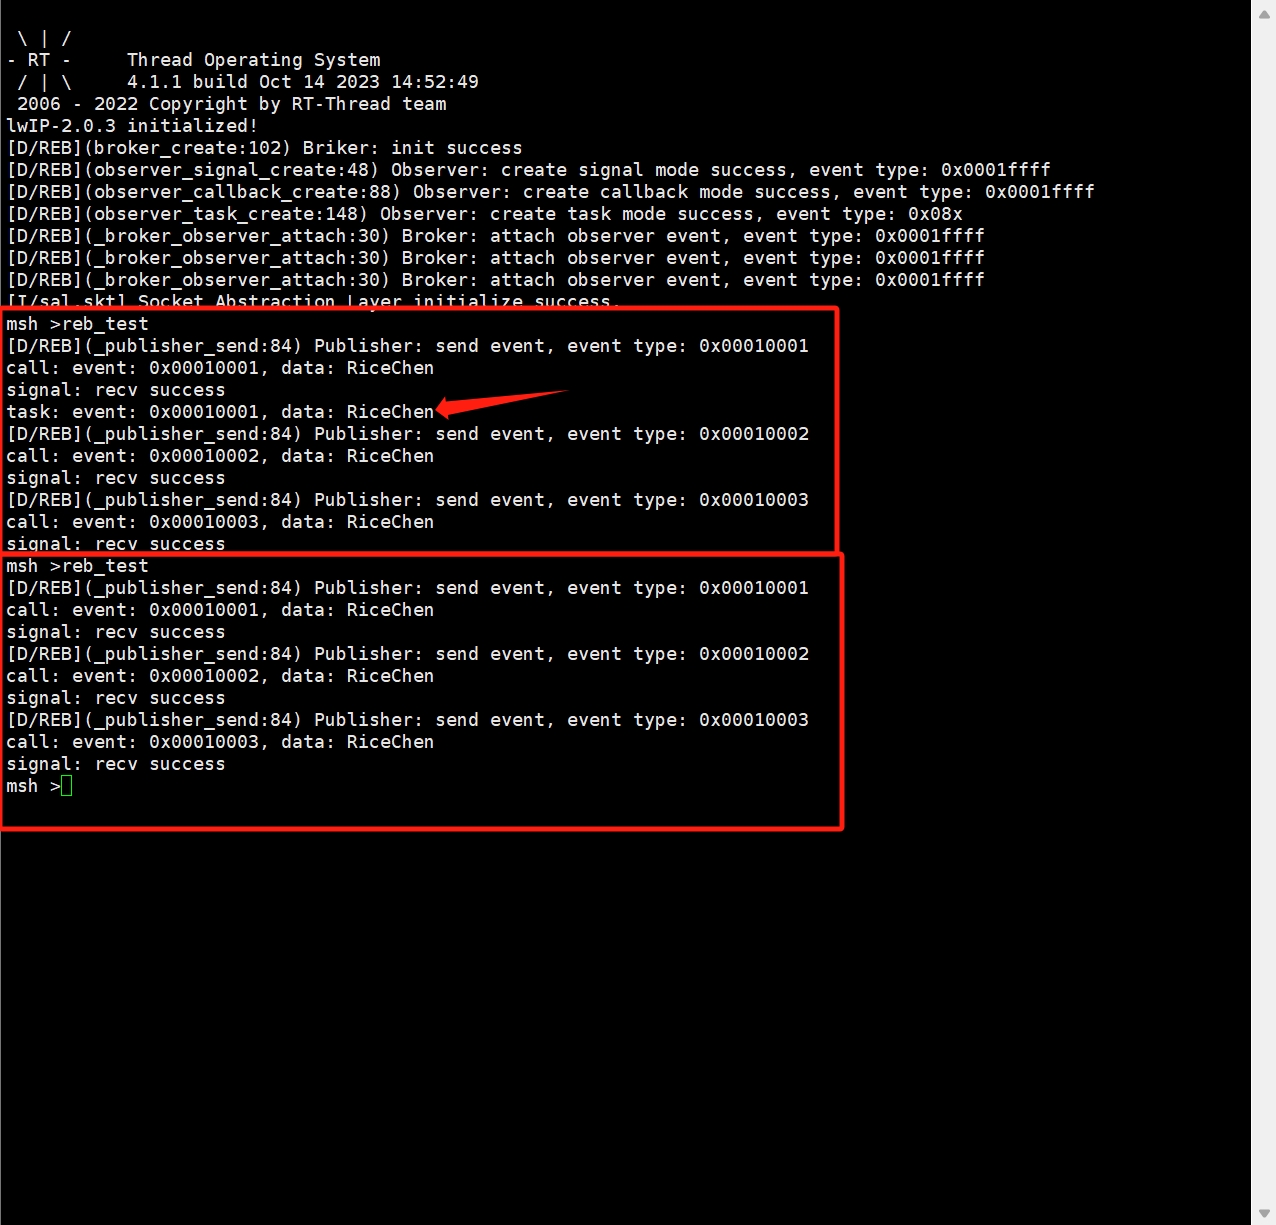 \ | /
- RT -     Thread Operating System
/ | \     4.1.1 build Oct 14 2023 14:52:49
2006 - 2022 Copyright by RT-Thread team
lwIP-2.0.3 initialized!
[D/REB](broker_create:102) Briker: init success
[D/REB](observer_signal_create:48) Observer: create signal mode success, event type: 0x0001ffff
[D/REB](observer_callback_create:88) Observer: create callback mode success, event type: 0x0001ffff
[D/REB](observer_task_create:148) Observer: create task mode success, event type: 0x08x
[D/REB](_broker_observer_attach:30) Broker: attach observer event, event type: 0x0001ffff
[D/REB](_broker_observer_attach:30) Broker: attach observer event, event type: 0x0001ffff
[D/REB](_broker_observer_attach:30) Broker: attach observer event, event type: 0x0001ffff
[I/sal.skt] Socket Abstraction Layer initialize success.
msh >reb_test
[D/REB](_publisher_send:84) Publisher: send event, event type: 0x00010001
call: event: 0x00010001, data: RiceChen
signal: recv success
task: event: 0x00010001, data: RiceChen
[D/REB](_publisher_send:84) Publisher: send event, event type: 0x00010002
call: event: 0x00010002, data: RiceChen
signal: recv success
[D/REB](_publisher_send:84) Publisher: send event, event type: 0x00010003
call: event: 0x00010003, data: RiceChen
signal: recv success
msh >reb_test
[D/REB](_publisher_send:84) Publisher: send event, event type: 0x00010001
call: event: 0x00010001, data: RiceChen
signal: recv success
[D/REB](_publisher_send:84) Publisher: send event, event type: 0x00010002
call: event: 0x00010002, data: RiceChen
signal: recv success
[D/REB](_publisher_send:84) Publisher: send event, event type: 0x00010003
call: event: 0x00010003, data: RiceChen
signal: recv success
msh >